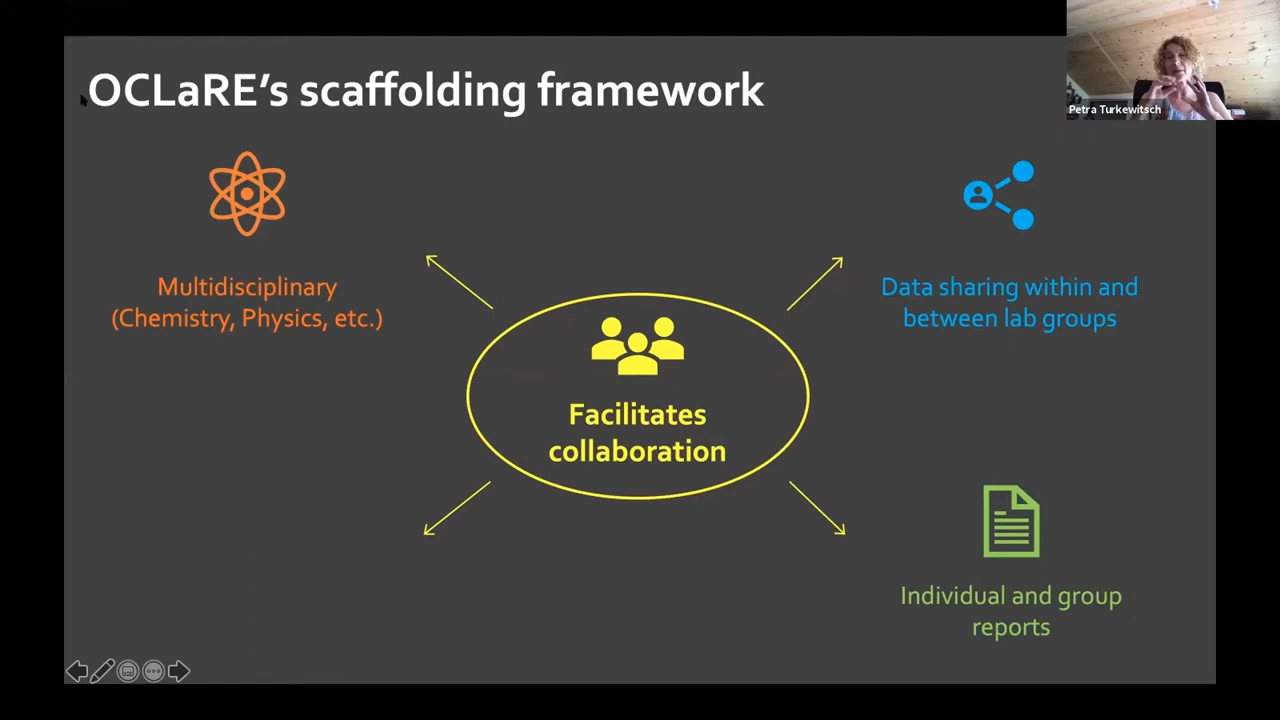 OCLaRE's scaffolding framework
Petra Turkewitsch
Multidisciplinary
(Chemistry, Physics, etc.)
Data sharing within and
between lab groups
Facilitates
collaboration
Individual and group
reports